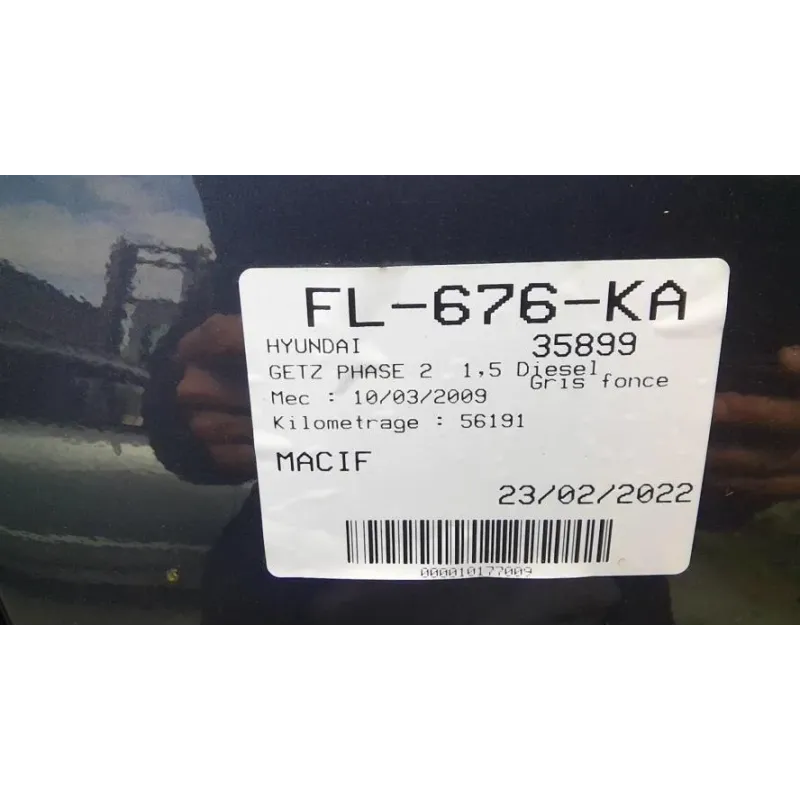 FL-676-KA
HYUNDAI 35899
GETZ PHASE 2 1,5 Diesel
Gris fonce
Mec : 10/03/2009
Kilometrage : 56191
MACIF
23/02/2022
000010177009